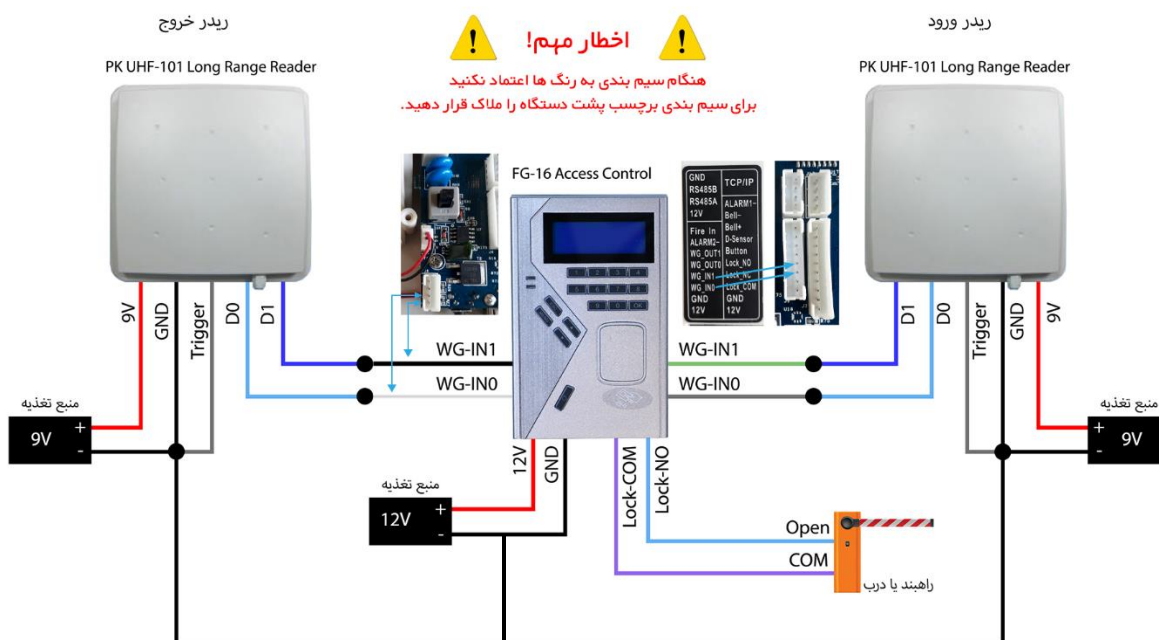 ریدر خروج
PK UHF-101 Long Range Reader
اخطار مهم!
هنگام سیم بندی به رنگ ها اعتماد نکنید
برای سیم بندی برچسب پشت دستگاه را ملاک قرار دهید.
ریدر ورود
PK UHF-101 Long Range Reader
FG-16 Access Control
GND
RS485B
RS485A
12V
TCP/IP
Fire In
ALARM2-
WG_OUT1
WG_OUT0
WG_IN1
WG_IN0
GND
12V
ALARM1-
Bell-
Bell+
D-Sensor
Button
Lock_NO
Lock_NC
Lock_COM
GND
12V
9V
GND
Trigger
D0
D1
WG-IN1
WG-IN0
WG-IN1
WG-IN0
D1
D0
Trigger
GND
9V
منبع تغذیه
9V
+
-
منبع تغذیه
9V
+
-
12V
GND
Lock-COM
Lock-NO
منبع تغذیه
12V
+
-
Open
COM
راهبند یا درب